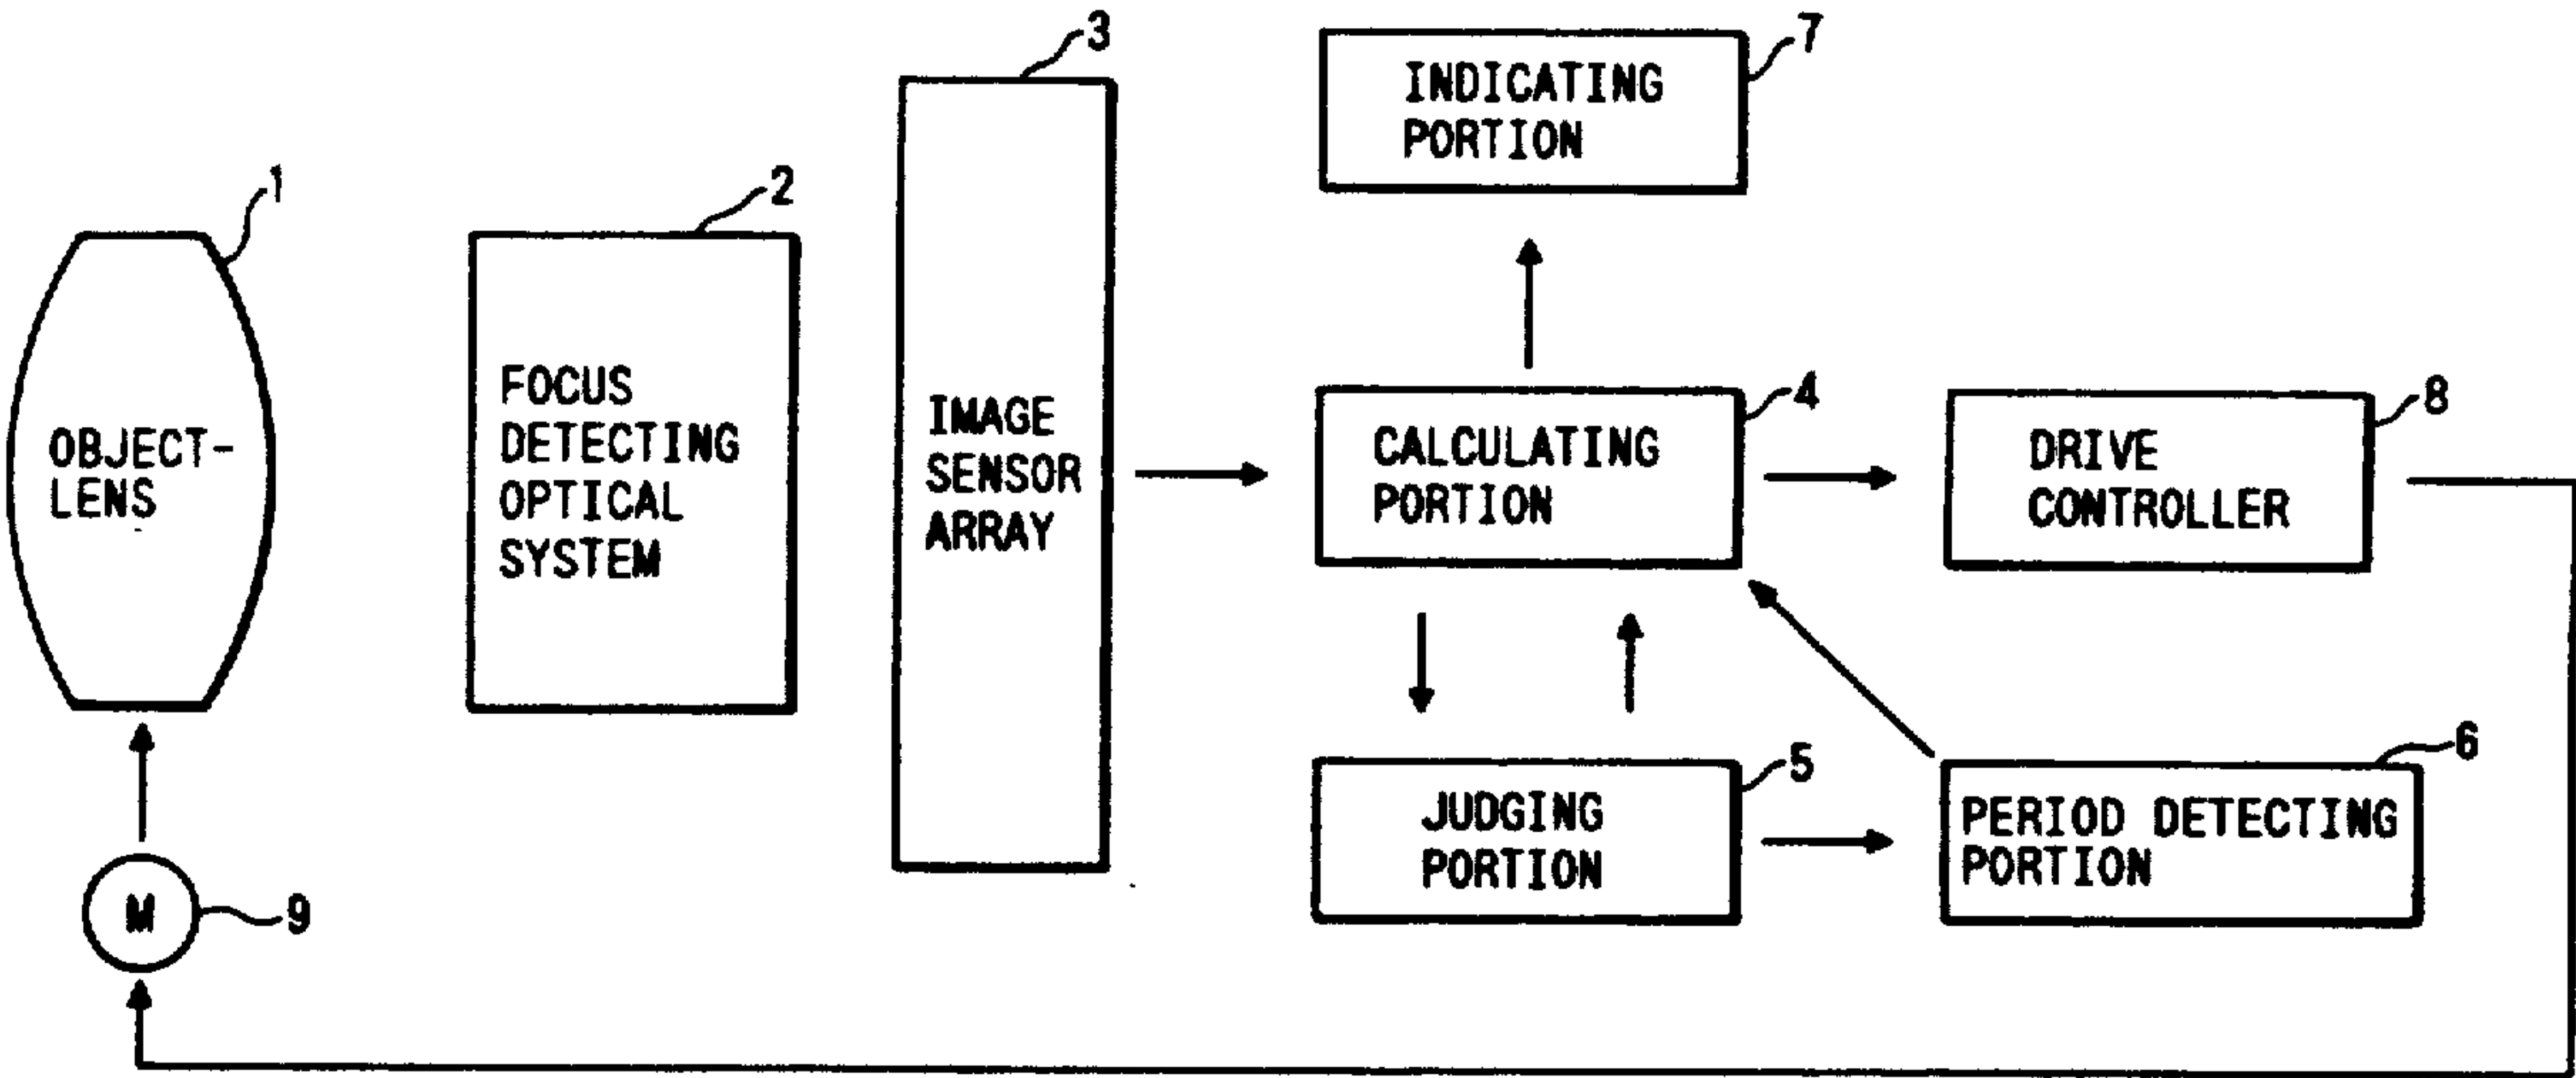 1
OBJECT-
LENS
2
FOCUS
DETECTING
OPTICAL
SYSTEM
3
IMAGE
SENSOR
ARRAY
7
INDICATING
PORTION
4
CALCULATING
PORTION
8
DRIVE
CONTROLLER
5
JUDGING
PORTION
6
PERIOD DETECTING
PORTION
M
9